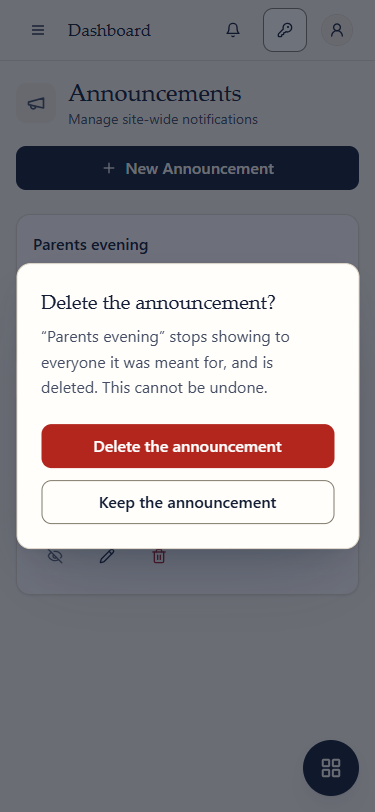 Dashboard
Announcements
Manage site-wide notifications
+ New Announcement
Parents evening
Delete the announcement?
“Parents evening” stops showing to
everyone it was meant for, and is
deleted. This cannot be undone.
Delete the announcement
Keep the announcement